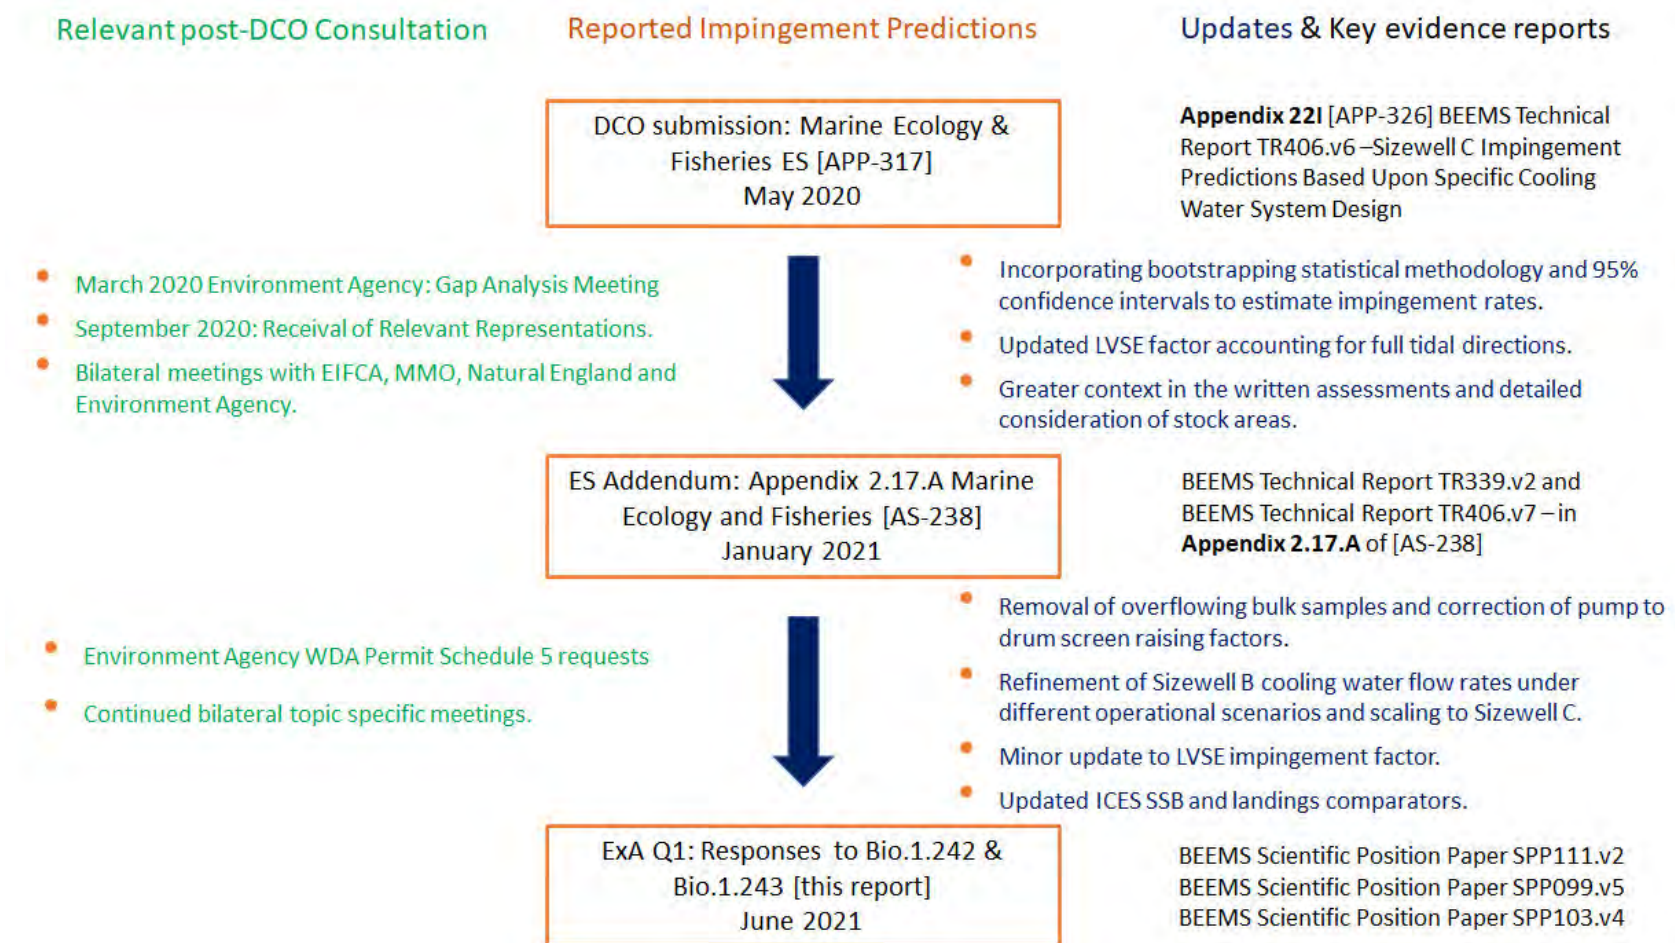 Relevant post-DCO Consultation
Reported Impingement Predictions
Updates & Key evidence reports
DCO submission: Marine Ecology &
Fisheries ES [APP-317]
May 2020
Appendix 22I [APP-326] BEEMS Technical
Report TR406.v6 –Sizewell C Impingement
Predictions Based Upon Specific Cooling
Water System Design
• March 2020 Environment Agency: Gap Analysis Meeting
• September 2020: Receival of Relevant Representations.
• Bilateral meetings with EIFCA, MMO, Natural England and
Environment Agency.
• Incorporating bootstrapping statistical methodology and 95%
confidence intervals to estimate impingement rates.
• Updated LVSE factor accounting for full tidal directions.
• Greater context in the written assessments and detailed
consideration of stock areas.
ES Addendum: Appendix 2.17.A Marine
Ecology and Fisheries [AS-238]
January 2021
BEEMS Technical Report TR339.v2 and
BEEMS Technical Report TR406.v7 – in
Appendix 2.17.A of [AS-238]
• Environment Agency WDA Permit Schedule 5 requests
• Continued bilateral topic specific meetings.
• Removal of overflowing bulk samples and correction of pump to
drum screen raising factors.
• Refinement of Sizewell B cooling water flow rates under
different operational scenarios and scaling to Sizewell C.
• Minor update to LVSE impingement factor.
• Updated ICES SSB and landings comparators.
ExA Q1: Responses to Bio.1.242 &
Bio.1.243 [this report]
June 2021
BEEMS Scientific Position Paper SPP111.v2
BEEMS Scientific Position Paper SPP099.v5
BEEMS Scientific Position Paper SPP103.v4